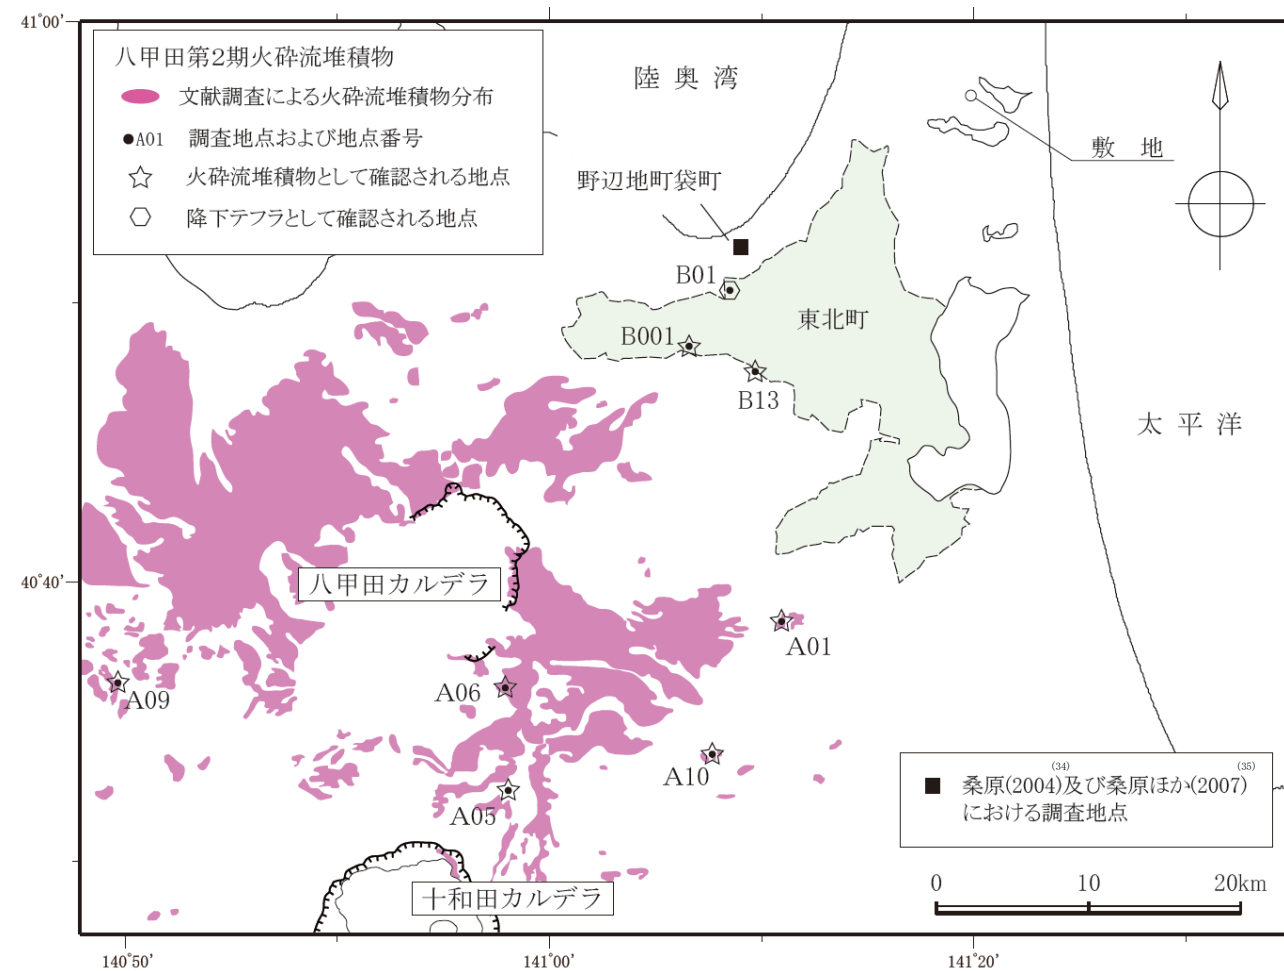 41°00'
八甲田第2期火砕流堆積物
文献調査による火砕流堆積物分布
A01 調査地点および地点番号
火砕流堆積物として確認される地点
降下テフラとして確認される地点
陸奥湾
敷 地
野辺地町袋町
B01
東北町
B001
B13
太平洋
40°40'
八甲田カルデラ
A01
A06
A09
A10
A05
(34) (35)
桑原(2004)及び桑原ほか(2007)
における調査地点
十和田カルデラ
0 10 20km
140°50' 141°00' 141°20'